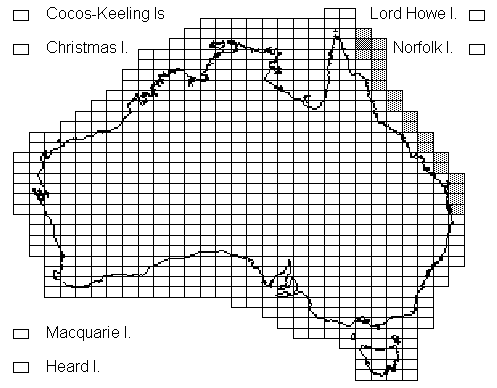 Cocos-Keeling Is
Lord Howe I.
Christmas I.
Norfolk I.
Macquarie I.
Heard I.